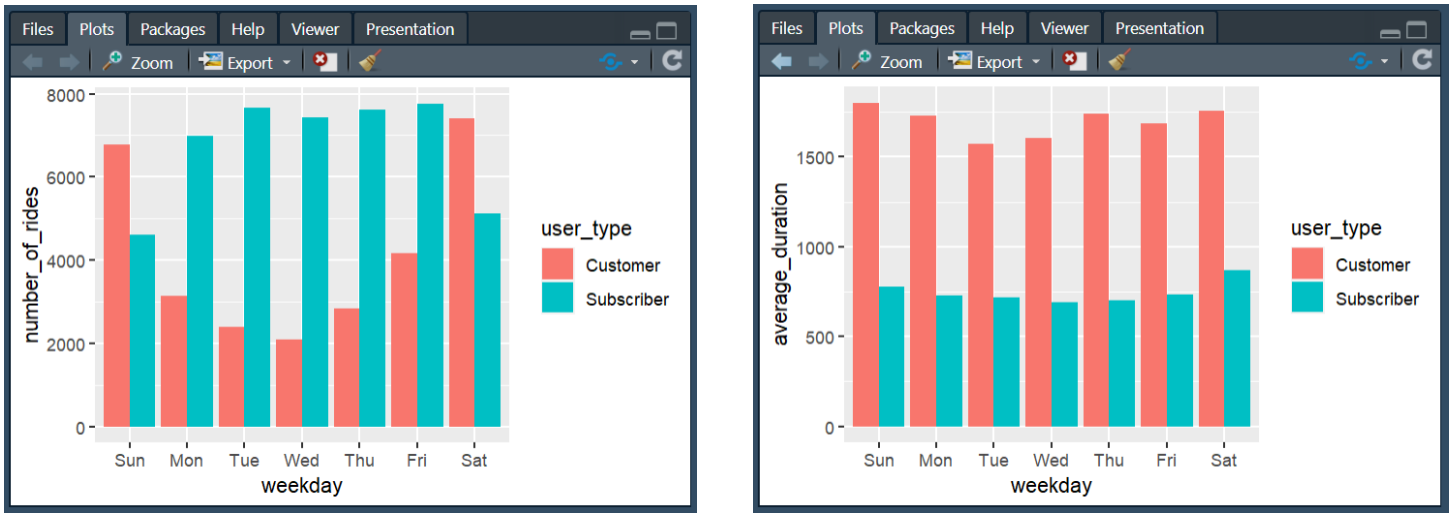 Files Plots Packages Help Viewer Presentation
Zoom Export
8000
6000
4000
2000
0
number_of_rides
Sun Mon Tue Wed Thu Fri Sat
weekday
user_type
Customer
Subscriber
Files Plots Packages Help Viewer Presentation
Zoom Export
1500
1000
500
0
average_duration
Sun Mon Tue Wed Thu Fri Sat
weekday
user_type
Customer
Subscriber